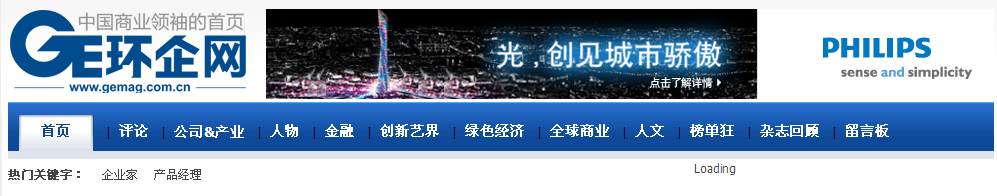 中国商业领袖的首页
GE环企网
www.gemag.com.cn
光，创见城市骄傲
点击了解详情
PHILIPS
sense and simplicity
首页 | 评论 | 公司&产业 | 人物 | 金融 | 创新艺界 | 绿色经济 | 全球商业 | 人文 | 榜单狂 | 杂志回顾 | 留言板
热门关键字： 企业家 产品经理
Loading